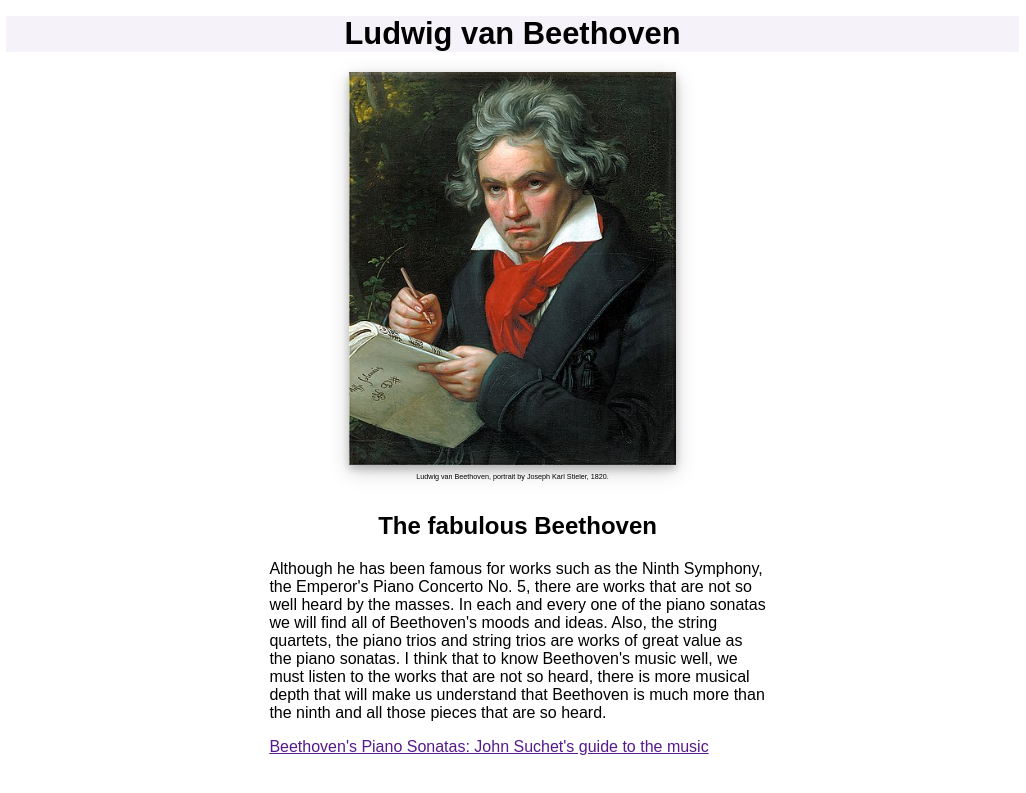 Ludwig van Beethoven
Ludwig van Beethoven, portrait by Joseph Karl Stieler, 1820.
The fabulous Beethoven
Although he has been famous for works such as the Ninth Symphony,
the Emperor's Piano Concerto No. 5, there are works that are not so
well heard by the masses. In each and every one of the piano sonatas
we will find all of Beethoven's moods and ideas. Also, the string
quartets, the piano trios and string trios are works of great value as
the piano sonatas. I think that to know Beethoven's music well, we
must listen to the works that are not so heard, there is more musical
depth that will make us understand that Beethoven is much more than
the ninth and all those pieces that are so heard.
Beethoven's Piano Sonatas: John Suchet's guide to the music